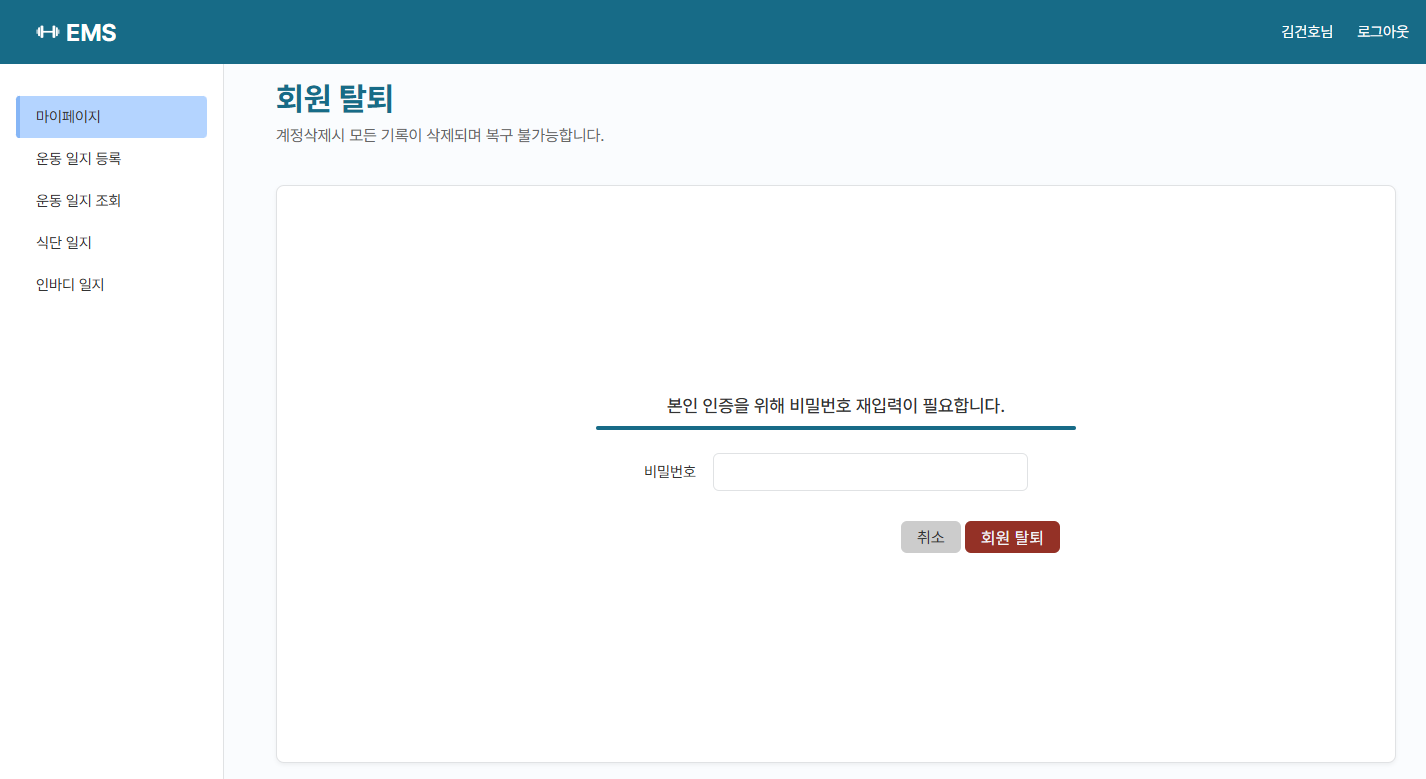 EMS
김건호님
로그아웃
마이페이지
운동 일지 등록
운동 일지 조회
식단 일지
인바디 일지
회원 탈퇴
계정삭제시 모든 기록이 삭제되며 복구 불가능합니다.
본인 인증을 위해 비밀번호 재입력이 필요합니다.
비밀번호
취소
회원 탈퇴